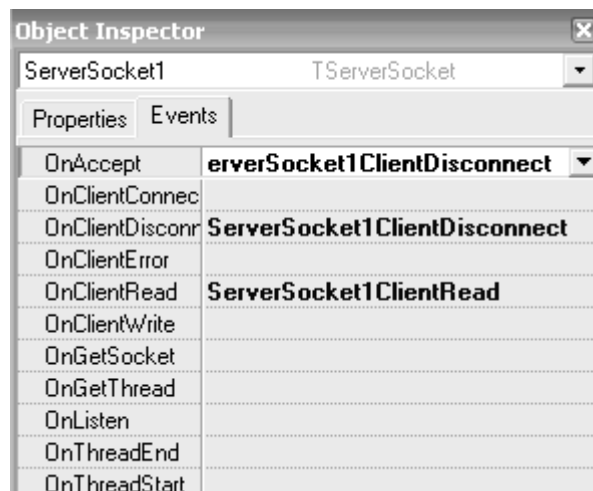 Object Inspector
ServerSocket1 TServerSocket
Properties Events
OnAccept erverSocket1ClientDisconnect
OnClientConnec
OnClientDisconr ServerSocket1ClientDisconnect
OnClientError
OnClientRead ServerSocket1ClientRead
OnClientWrite
OnGetSocket
OnGetThread
OnListen
OnThreadEnd
OnThreadStart